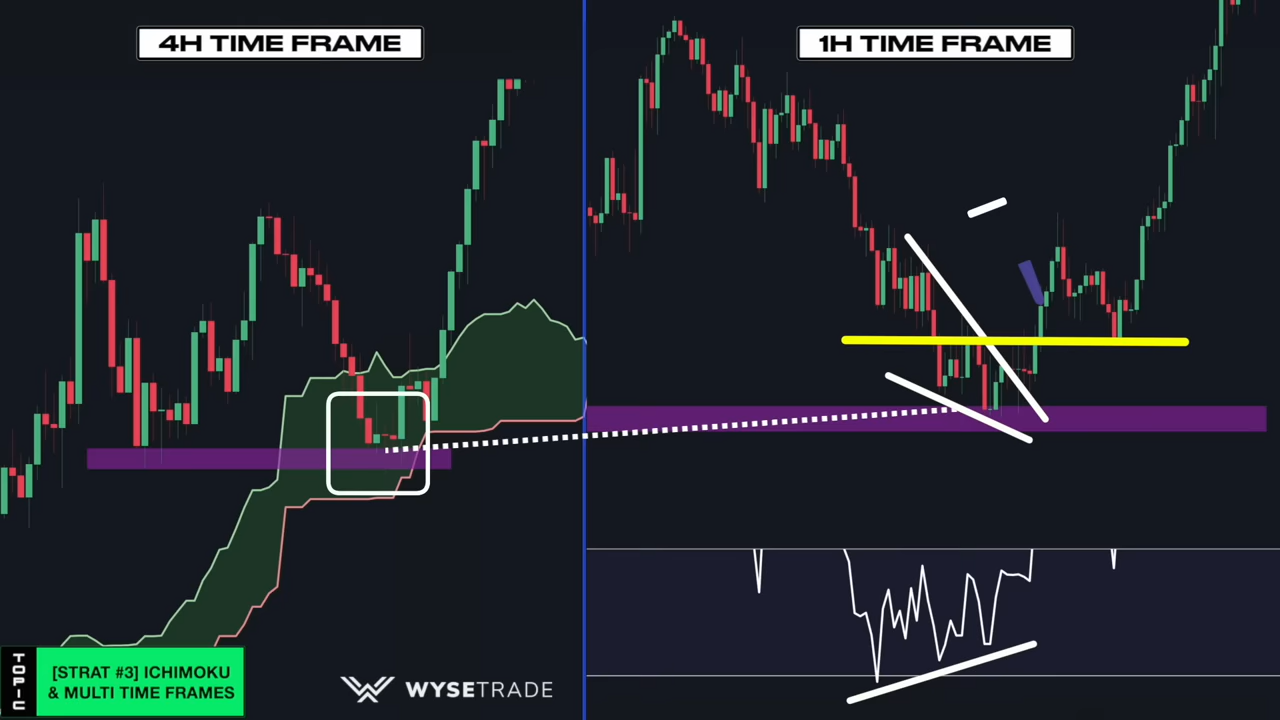 4H TIME FRAME
1H TIME FRAME
TOPIC
[STRAT #3] ICHIMOKU
& MULTI TIME FRAMES
WYSETRADE